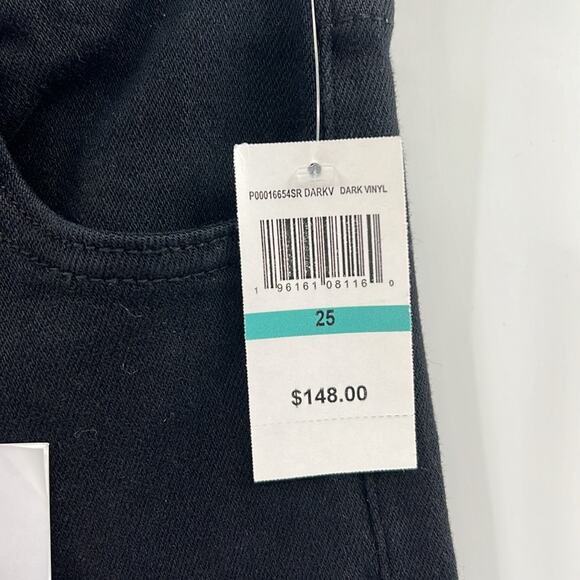 P00016654SR DARKV DARK VINYL
1 96161 08116 0
25
$148.00